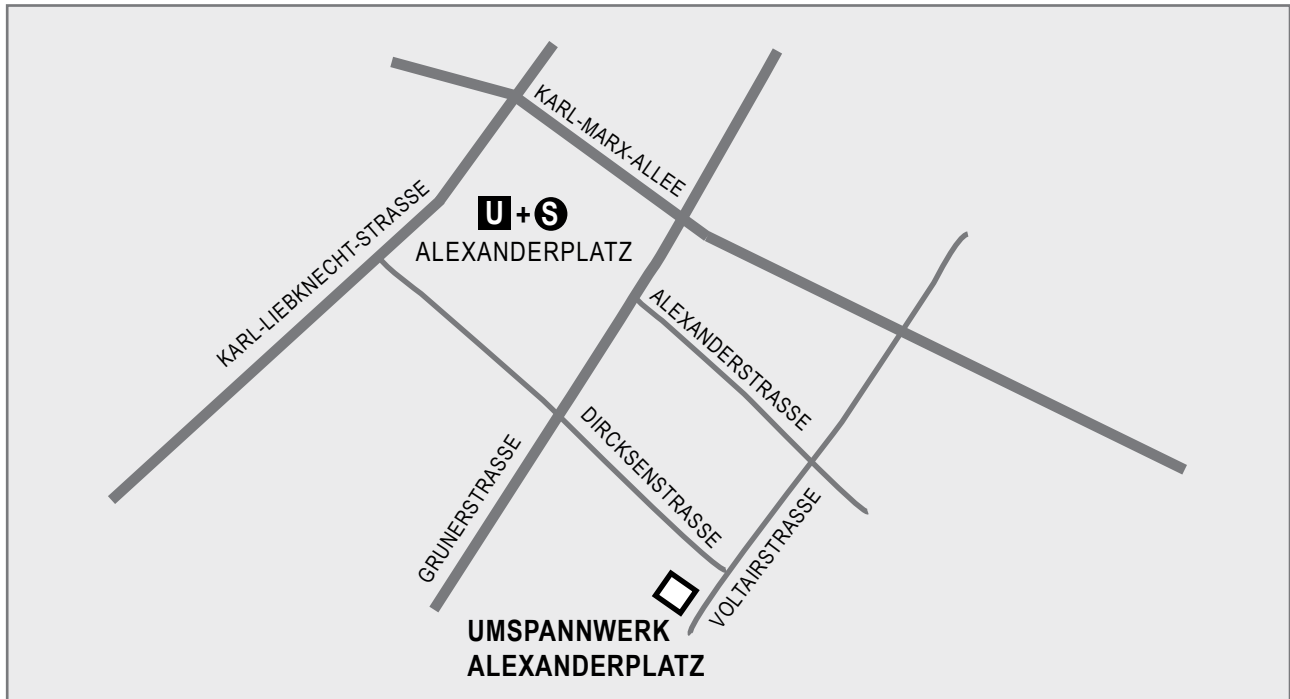 KARL-MARX-ALLEE
KARL-LIEBKNECHT-STRASSE
U+S
ALEXANDERPLATZ
ALEXANDERSTRASSE
DIRCKSENSTRASSE
GRUNERSTRASSE
VOLTAIRSTRASSE
UMSPANNWERK
ALEXANDERPLATZ